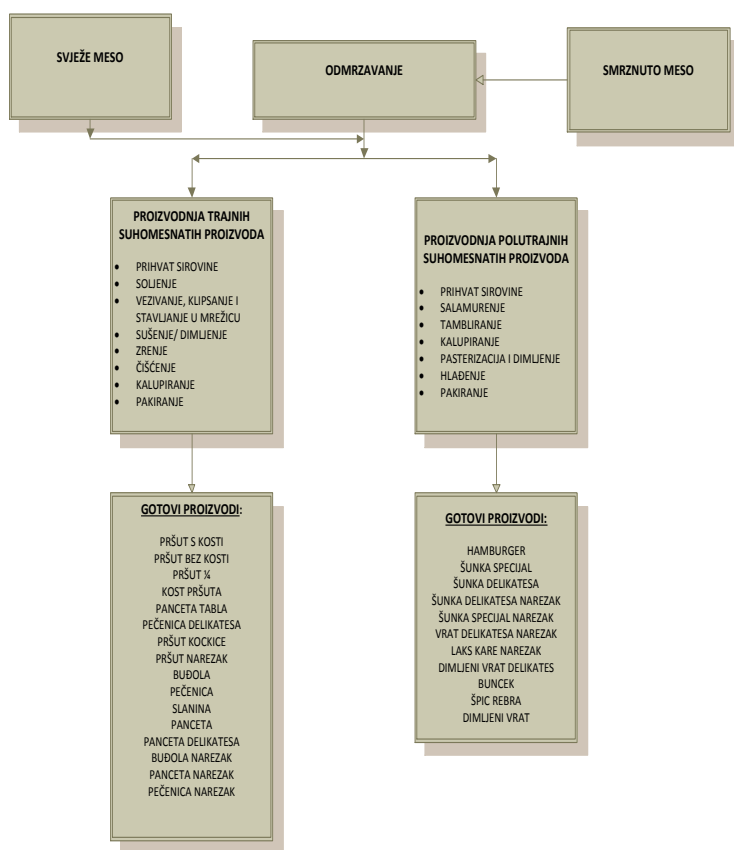 SVJEŽE MESO
ODMRZAVANJE
SMRZNUTO MESO
PROIZVODNJA TRAJNIH
SUHOMESNATIH PROIZVODA
• PRIHVAT SIROVINE
• SOLJENJE
• VEZIVANJE, KLIPSANJE I
STAVLJANJE U MREŽICU
• SUŠENJE/ DIMLJENJE
• ZRENJE
• ČIŠĆENJE
• KALUPIRANJE
• PAKIRANJE
PROIZVODNJA POLUTRAJNIH
SUHOMESNATIH PROIZVODA
• PRIHVAT SIROVINE
• SALAMURENJE
• TAMBLIRANJE
• KALUPIRANJE
• PASTERIZACIJA I DIMLJENJE
• HLAĐENJE
• PAKIRANJE
GOTOVI PROIZVODI:
PRŠUT S KOSTI
PRŠUT BEZ KOSTI
PRŠUT ¼
KOST PRŠUTA
PANCETA TABLA
PEČENICA DELIKATESA
PRŠUT KOCKICE
PRŠUT NAREZAK
BUĐOLA
PEČENICA
SLANINA
PANCETA
PANCETA DELIKATESA
BUĐOLA NAREZAK
PANCETA NAREZAK
PEČENICA NAREZAK
GOTOVI PROIZVODI:
HAMBURGER
ŠUNKA SPECIJAL
ŠUNKA DELIKATESA
ŠUNKA DELIKATESA NAREZAK
ŠUNKA SPECIJAL NAREZAK
VRAT DELIKATESA NAREZAK
LAKS KARE NAREZAK
DIMLJENI VRAT DELIKATES
BUNCEK
ŠPIC REBRA
DIMLJENI VRAT